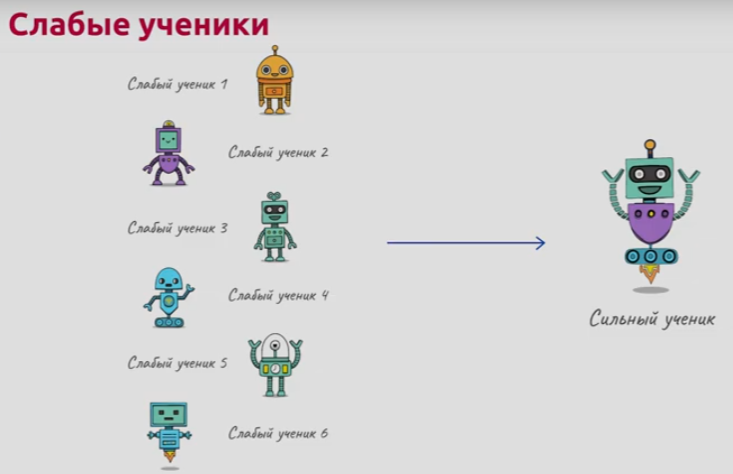 Слабые ученики
Слабый ученик 1
Слабый ученик 2
Слабый ученик 3
Слабый ученик 4
Слабый ученик 5
Слабый ученик 6
Сильный ученик